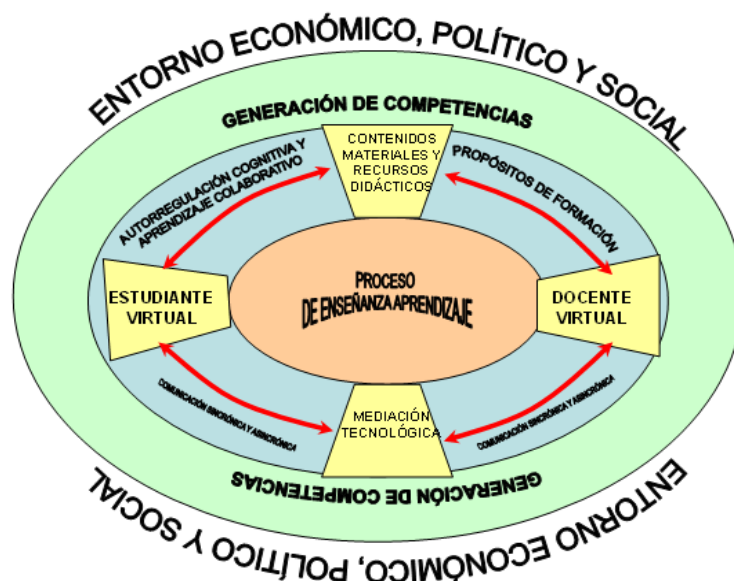 ENTORNO ECONÓMICO, POLÍTICO Y SOCIAL
GENERACIÓN DE COMPETENCIAS
CONTENIDOS
MATERIALES Y
RECURSOS
DIDÁCTICOS
AUTORREGULACIÓN COGNITIVA Y
APRENDIZAJE COLABORATIVO
PROPÓSITOS DE FORMACIÓN
PROCESO
DE ENSEÑANZA APRENDIZAJE
ESTUDIANTE
VIRTUAL
DOCENTE
VIRTUAL
COMUNICACIÓN SINCRÓNICA Y ASINCRÓNICA
COMUNICACIÓN SINCRÓNICA Y ASINCRÓNICA
MEDIACIÓN
TECNOLÓGICA
GENERACIÓN DE COMPETENCIAS
ENTORNO ECONÓMICO, POLÍTICO Y SOCIAL